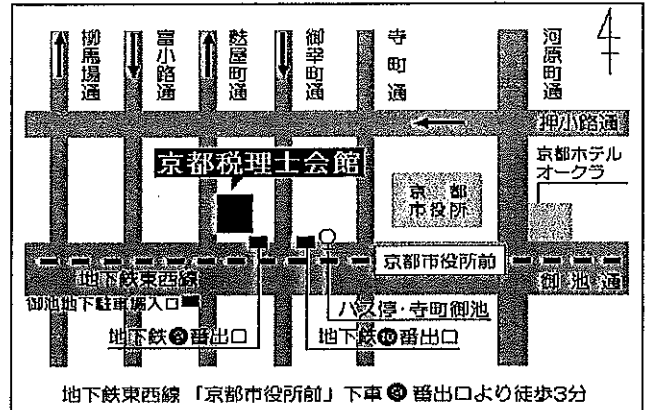 柳馬場通
富小路通
麩屋町通
御幸町通
寺町通
河原町通
押小路通
京都ホテル
オークラ
京都税理士会館
京都
市役所
京都市役所前
地下鉄東西線
御池通
御池地下駐車場入口
バス停・寺町御池
地下鉄⑨番出口
地下鉄⑩番出口
地下鉄東西線「京都市役所前」下車⑨番出口より徒歩3分